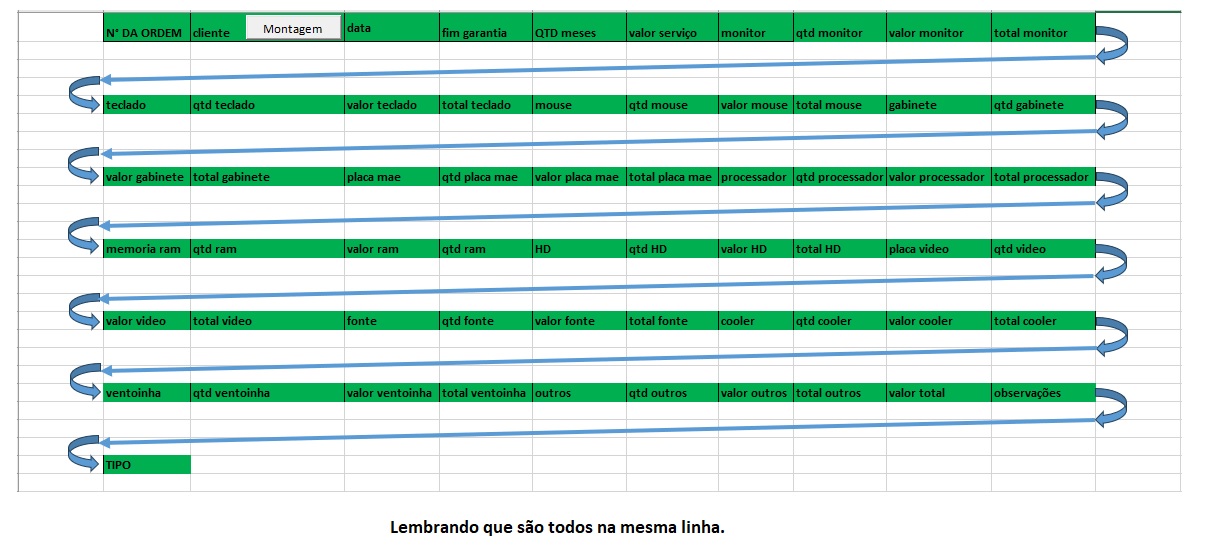 N° DA ORDEM cliente Montagem data fim garantia QTD meses valor serviço monitor qtd monitor valor monitor total monitor
teclado qtd teclado valor teclado total teclado mouse qtd mouse valor mouse total mouse gabinete qtd gabinete
valor gabinete total gabinete placa mae qtd placa mae valor placa mae total placa mae processador qtd processador valor processador total processador
memoria ram qtd ram valor ram qtd ram HD qtd HD valor HD total HD placa video qtd video
valor video total video fonte qtd fonte valor fonte total fonte cooler qtd cooler valor cooler total cooler
ventoinha qtd ventoinha valor ventoinha total ventoinha outros qtd outros valor outros total outros valor total observações
TIPO
Lembrando que são todos na mesma linha.